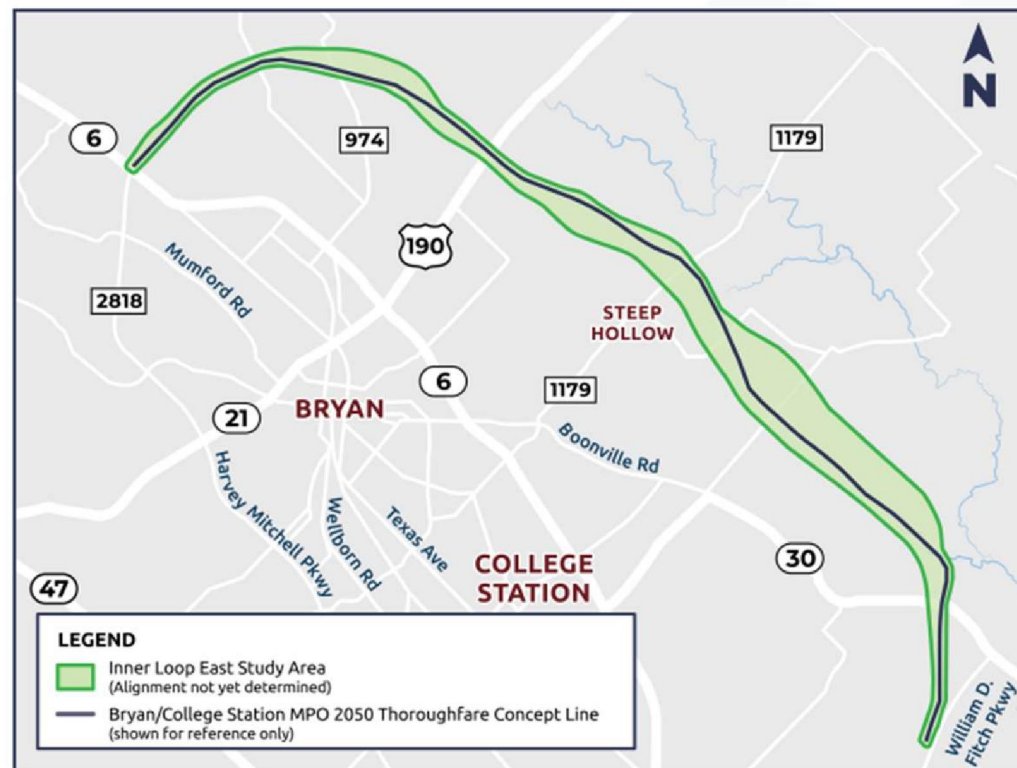 N
6
974
1179
190
Mumford Rd
2818
STEEP
HOLLOW
6
1179
BRYAN
21
Boonville Rd
Harvey Mitchell Pkwy
Wellborn Rd
Texas Ave
COLLEGE
STATION
30
47
William D.
Fitch Pkwy
LEGEND
Inner Loop East Study Area
(Alignment not yet determined)
Bryan/College Station MPO 2050 Thoroughfare Concept Line
(shown for reference only)